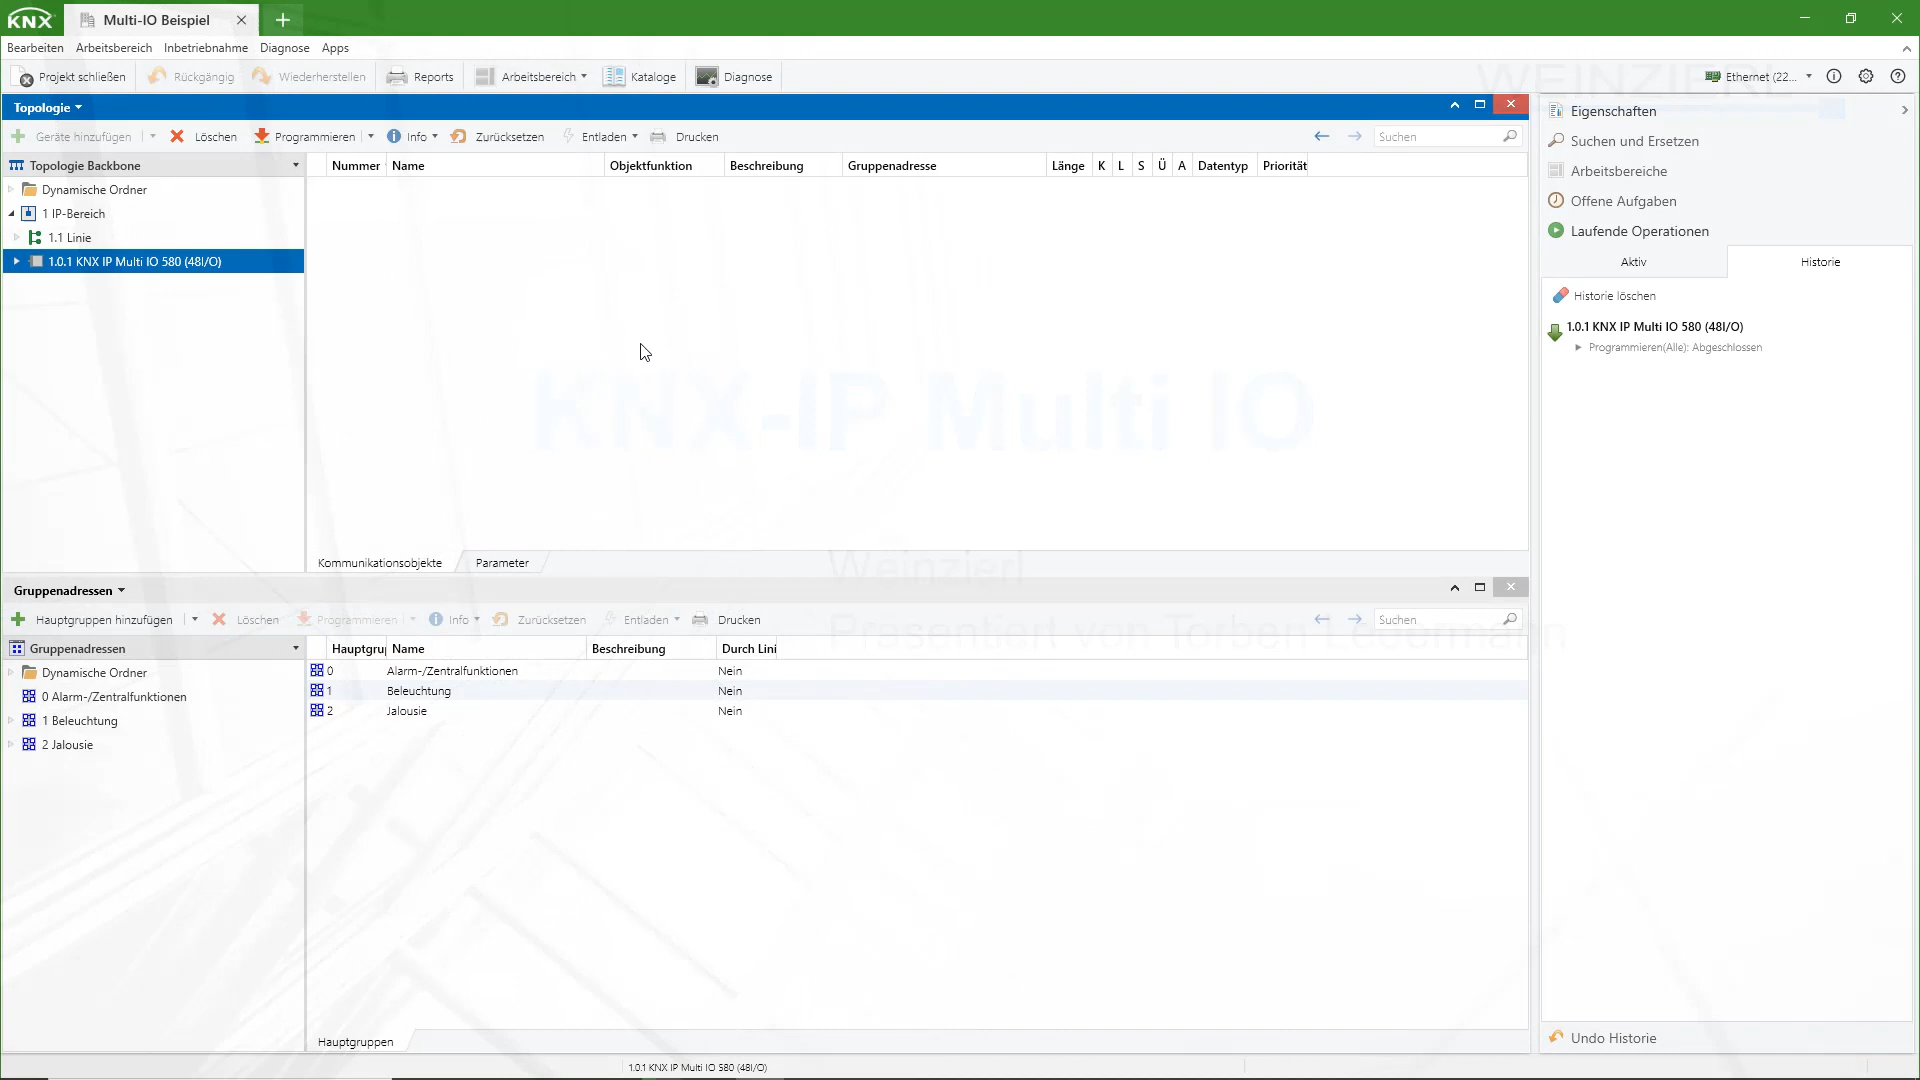 KNX
Multi-IO Beispiel
Bearbeiten Arbeitsbereich Inbetriebnahme Diagnose Apps
Projekt schließen Rückgängig Wiederherstellen Reports Arbeitsbereich Kataloge Diagnose
Ethernet (22...
WEINZIERL
Topologie
Geräte hinzufügen Löschen Programmieren Info Zurücksetzen Entladen Drucken
Suchen
Topologie Backbone
Nummer Name Objektfunktion Beschreibung Gruppenadresse Länge K L S Ü A Datentyp Priorität
Dynamische Ordner
1 IP-Bereich
1.1 Linie
1.0.1 KNX IP Multi IO 580 (48I/O)
KNX-IP Multi IO
Kommunikationsobjekte Parameter
Weinzierl
Gruppenadressen
Hauptgruppen hinzufügen Löschen Programmieren Info Zurücksetzen Entladen Drucken
Suchen
Präsentiert von Torben Ledermann
Gruppenadressen
Hauptgru Name Beschreibung Durch Lini
Dynamische Ordner
0 Alarm-/Zentralfunktionen
1 Beleuchtung
2 Jalousie
0 Alarm-/Zentralfunktionen Nein
1 Beleuchtung Nein
2 Jalousie Nein
Hauptgruppen
Eigenschaften
Suchen und Ersetzen
Arbeitsbereiche
Offene Aufgaben
Laufende Operationen
Aktiv Historie
Historie löschen
1.0.1 KNX IP Multi IO 580 (48I/O)
Programmieren(Alle): Abgeschlossen
Undo Historie
1.0.1 KNX IP Multi IO 580 (48I/O)